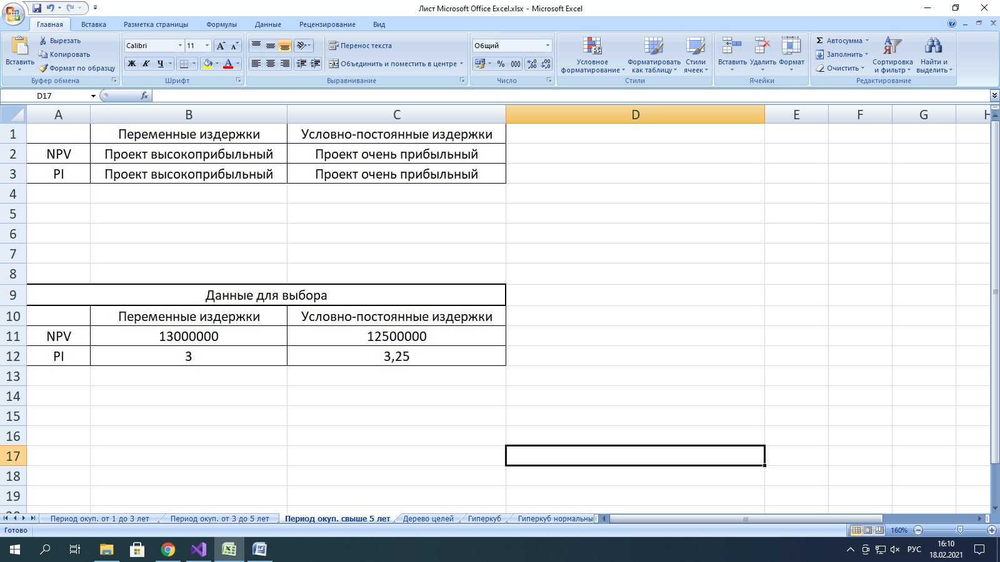 Лист Microsoft Office Excel.xlsx - Microsoft Excel
Главная Вставка Разметка страницы Формулы Данные Рецензирование Вид
Вставить Вырезать Копировать Формат по образцу
Буфер обмена
Calibri 11
Ж К Ч А
Шрифт
Перенос текста
Объединить и поместить в центре
Выравнивание
Общий
% 000
Число
Условное форматирование Форматировать как таблицу Стили ячеек
Стили
Вставить Удалить Формат
Ячейки
Σ Автосумма Заполнить Очистить Сортировка и фильтр Найти и выделить
Редактирование
D17 fx
A B C D E F G H
1 Переменные издержки Условно-постоянные издержки
2 NPV Проект высокоприбыльный Проект очень прибыльный
3 PI Проект высокоприбыльный Проект очень прибыльный
4
5
6
7
8
9 Данные для выбора
10 Переменные издержки Условно-постоянные издержки
11 NPV 13000000 12500000
12 PI 3 3,25
13
14
15
16
17
18
19
Период окуп. от 1 до 3 лет Период окуп. от 3 до 5 лет Период окуп. свыше 5 лет Дерево целей Гиперкуб Гиперкуб нормальны
Готово 160%
РУС 16:10
18.02.2021